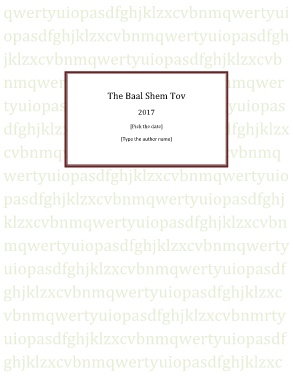 qwertyuiopasdfghjklzxcvbnmqwertyui
opasdfghjklzxcvbnmqwertyuiopasdfgh
jklzxcvbnmqwertyuiopasdfghjklzxcvb
nmqwer
The Baal Shem Tov
2017
[Pick the date]
[Type the author name]
wertyuiopasdfghjklzxcvbnmqwertyuio
pasdfghjklzxcvbnmqwertyuiopasdfghj
klzxcvbnmqwertyuiopasdfghjklzxcvbn
mqwertyuiopasdfghjklzxcvbnmqwerty
uiopasdfghjklzxcvbnmqwertyuiopasdf
ghjklzxcvbnmqwertyuiopasdfghjklzxc
vbnmqwertyuiopasdfghjklzxcvbnmrty
uiopasdfghjklzxcvbnmqwertyuiopasdf
ghjklzxcvbnmqwertyuiopasdfghjklzxc